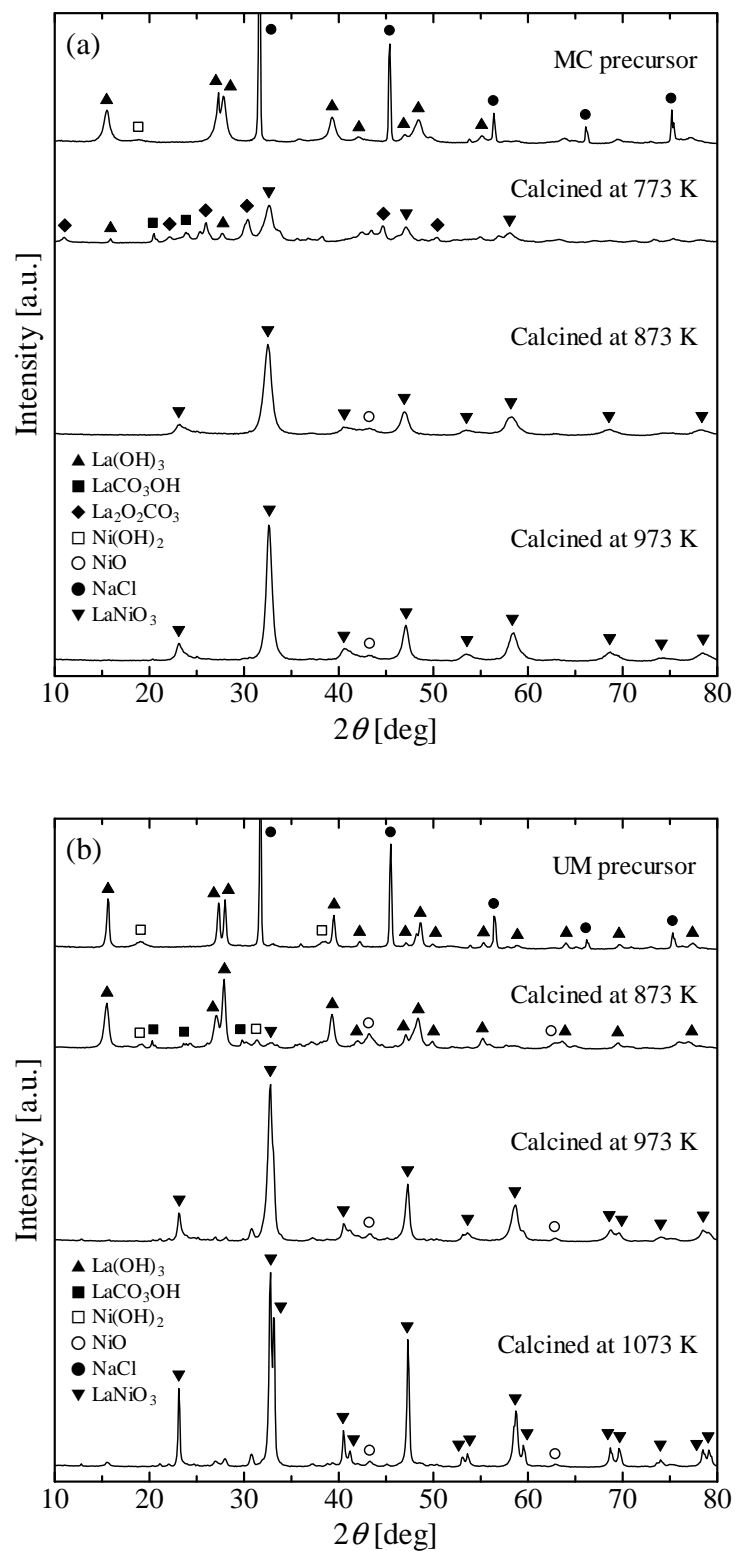 (a)
MC precursor
Calcined at 773 K
Calcined at 873 K
Calcined at 973 K
Intensity [a.u.]
▲ La(OH)₃
■ LaCO₃OH
◆ La₂O₂CO₃
□ Ni(OH)₂
○ NiO
● NaCl
▼ LaNiO₃
10 20 30 40 50 60 70 80
2θ [deg]
(b)
UM precursor
Calcined at 873 K
Calcined at 973 K
Calcined at 1073 K
Intensity [a.u.]
▲ La(OH)₃
■ LaCO₃OH
□ Ni(OH)₂
○ NiO
● NaCl
▼ LaNiO₃
10 20 30 40 50 60 70 80
2θ [deg]